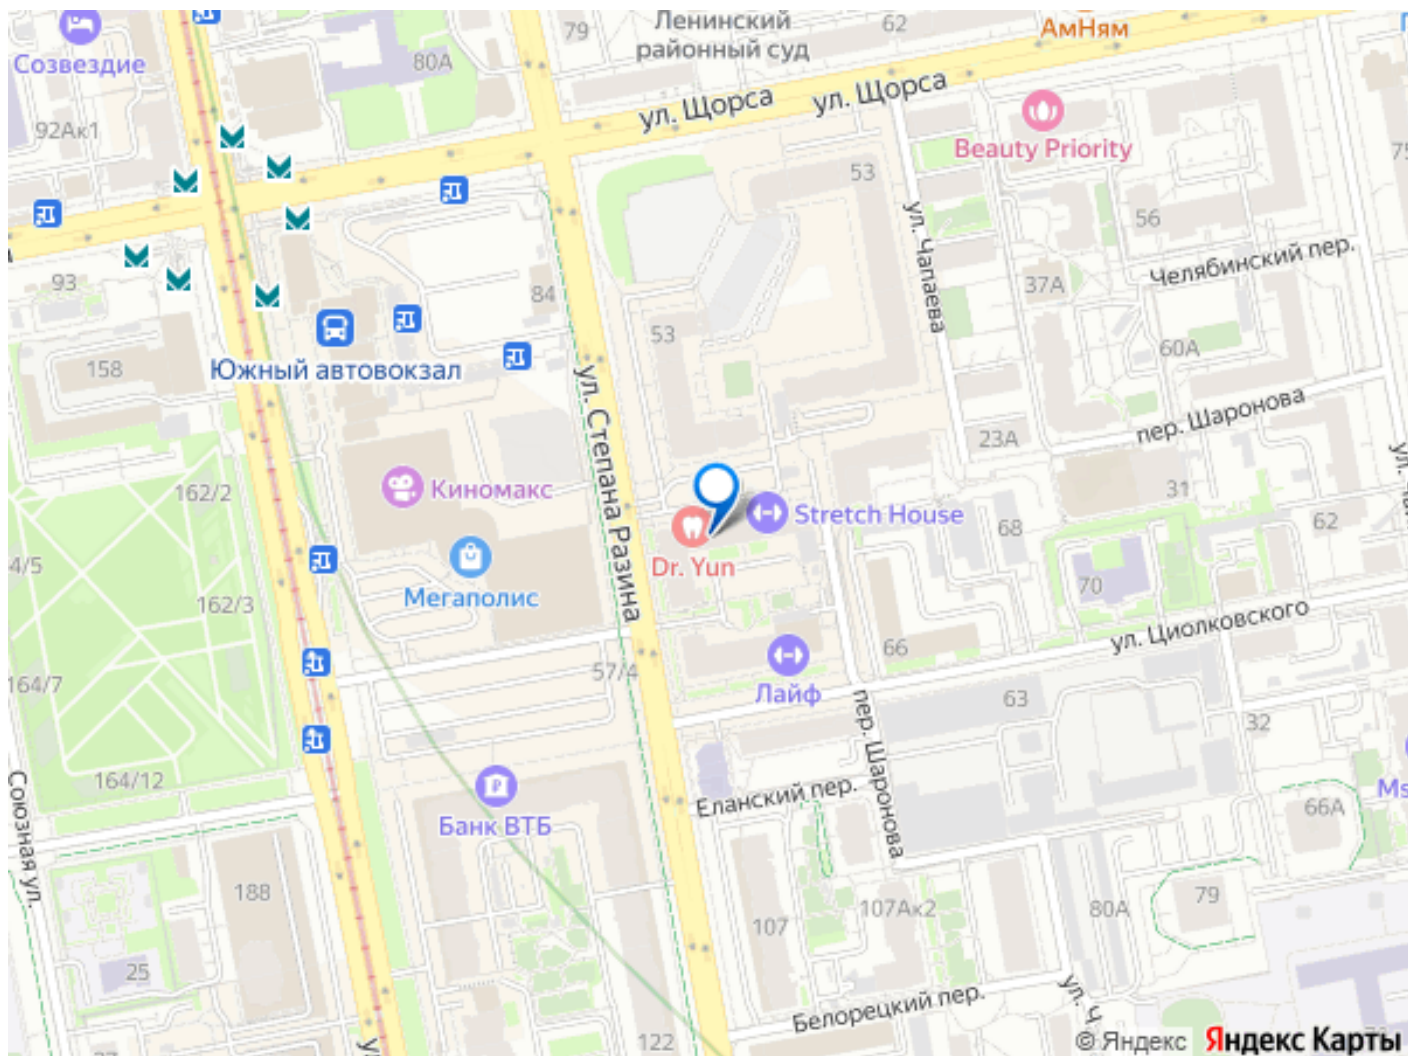 Созвездие
80А
79
Ленинский
районный суд
62
АмНям
92Ак1
ул. Щорса
ул. Щорса
Beauty Priority
53
75
56
ул. Чапаева
Челябинский пер.
93
84
37А
53
60А
158
Южный автовокзал
ул. Степана Разина
пер. Шаронова
23А
162/2
Киномакс
Stretch House
31
68
62
4/5
Dr. Yun
162/3
Мегаполис
70
ул. Циолковского
66
57/4
Лайф
164/7
63
пер. Шаронова
32
164/12
Союзная ул.
Еланский пер.
Банк ВТБ
66А
188
107
107Ак2
80А
79
25
Белорецкий пер.
ул. Ч
122
© Яндекс Яндекс Карты